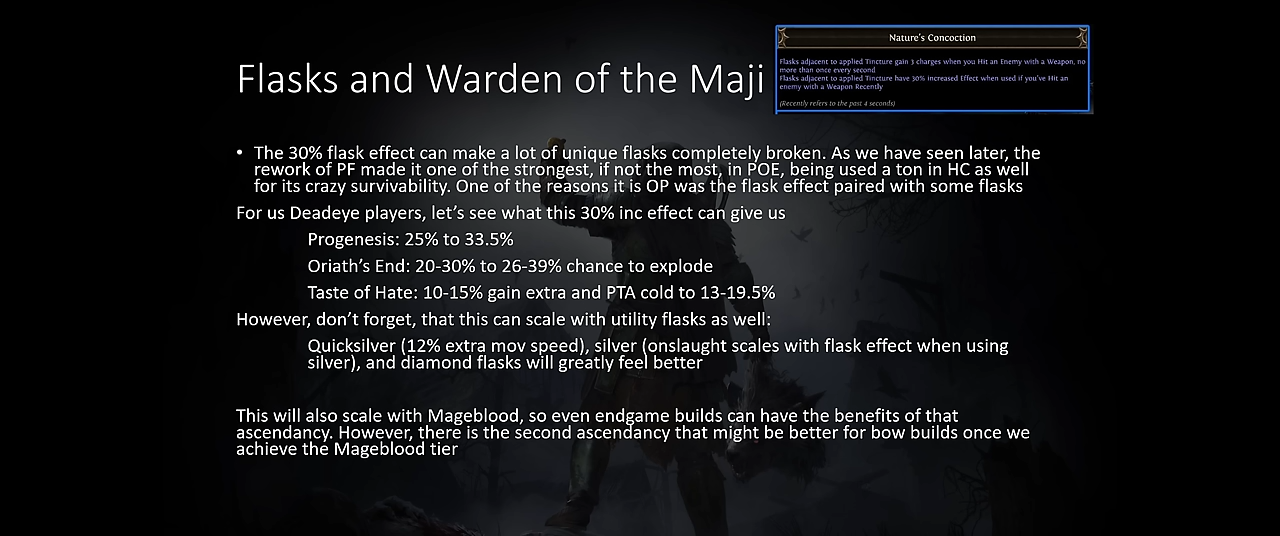 Nature's Concoction
Flasks adjacent to applied Tincture gain 3 charges when you Hit an Enemy with a Weapon, no
more than once every second
Flasks adjacent to applied Tincture have 30% increased Effect when used if you've Hit an
enemy with a Weapon Recently
(Recently refers to the past 4 seconds)
Flasks and Warden of the Maji
• The 30% flask effect can make a lot of unique flasks completely broken. As we have seen later, the
rework of PF made it one of the strongest, if not the most, in POE, being used a ton in HC as well
for its crazy survivability. One of the reasons it is OP was the flask effect paired with some flasks
For us Deadeye players, let's see what this 30% inc effect can give us
Progenesis: 25% to 33.5%
Oriath's End: 20-30% to 26-39% chance to explode
Taste of Hate: 10-15% gain extra and PTA cold to 13-19.5%
However, don't forget, that this can scale with utility flasks as well:
Quicksilver (12% extra mov speed), silver (onslaught scales with flask effect when using
silver), and diamond flasks will greatly feel better
This will also scale with Mageblood, so even endgame builds can have the benefits of that
ascendancy. However, there is the second ascendancy that might be better for bow builds once we
achieve the Mageblood tier